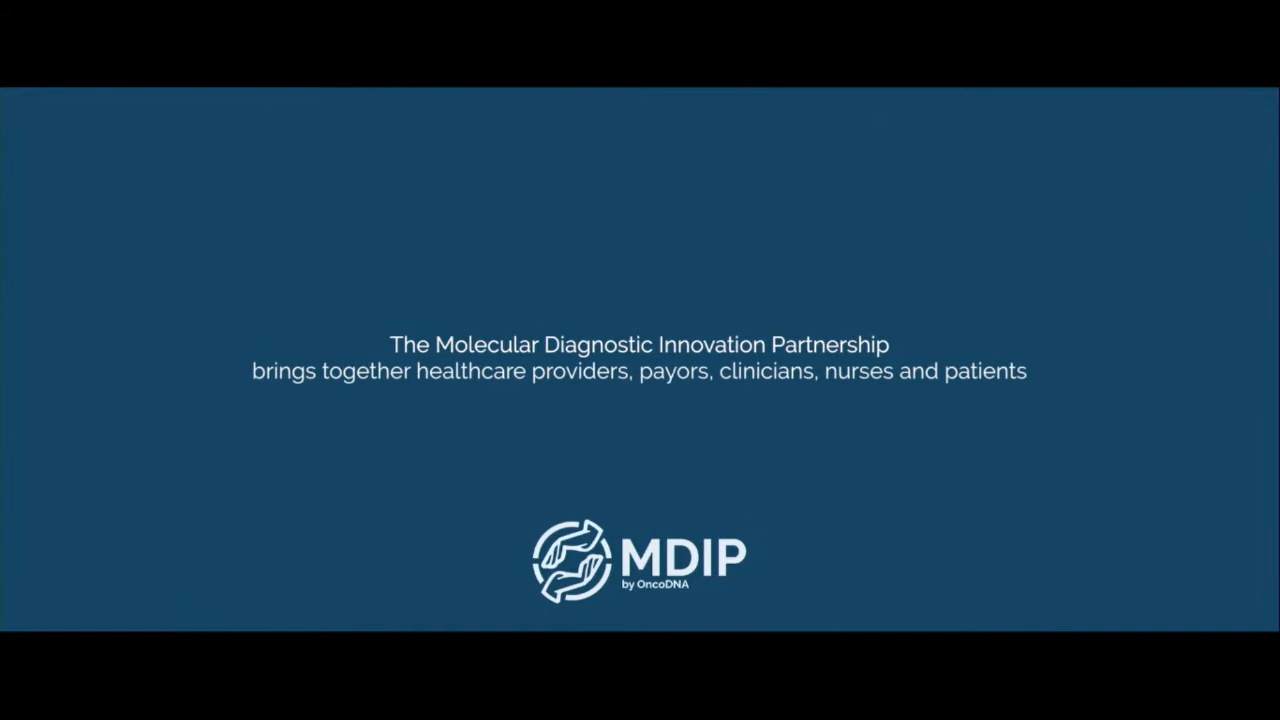 The Molecular Diagnostic Innovation Partnership
brings together healthcare providers, payors, clinicians, nurses and patients
MDIP
by OncoDNA